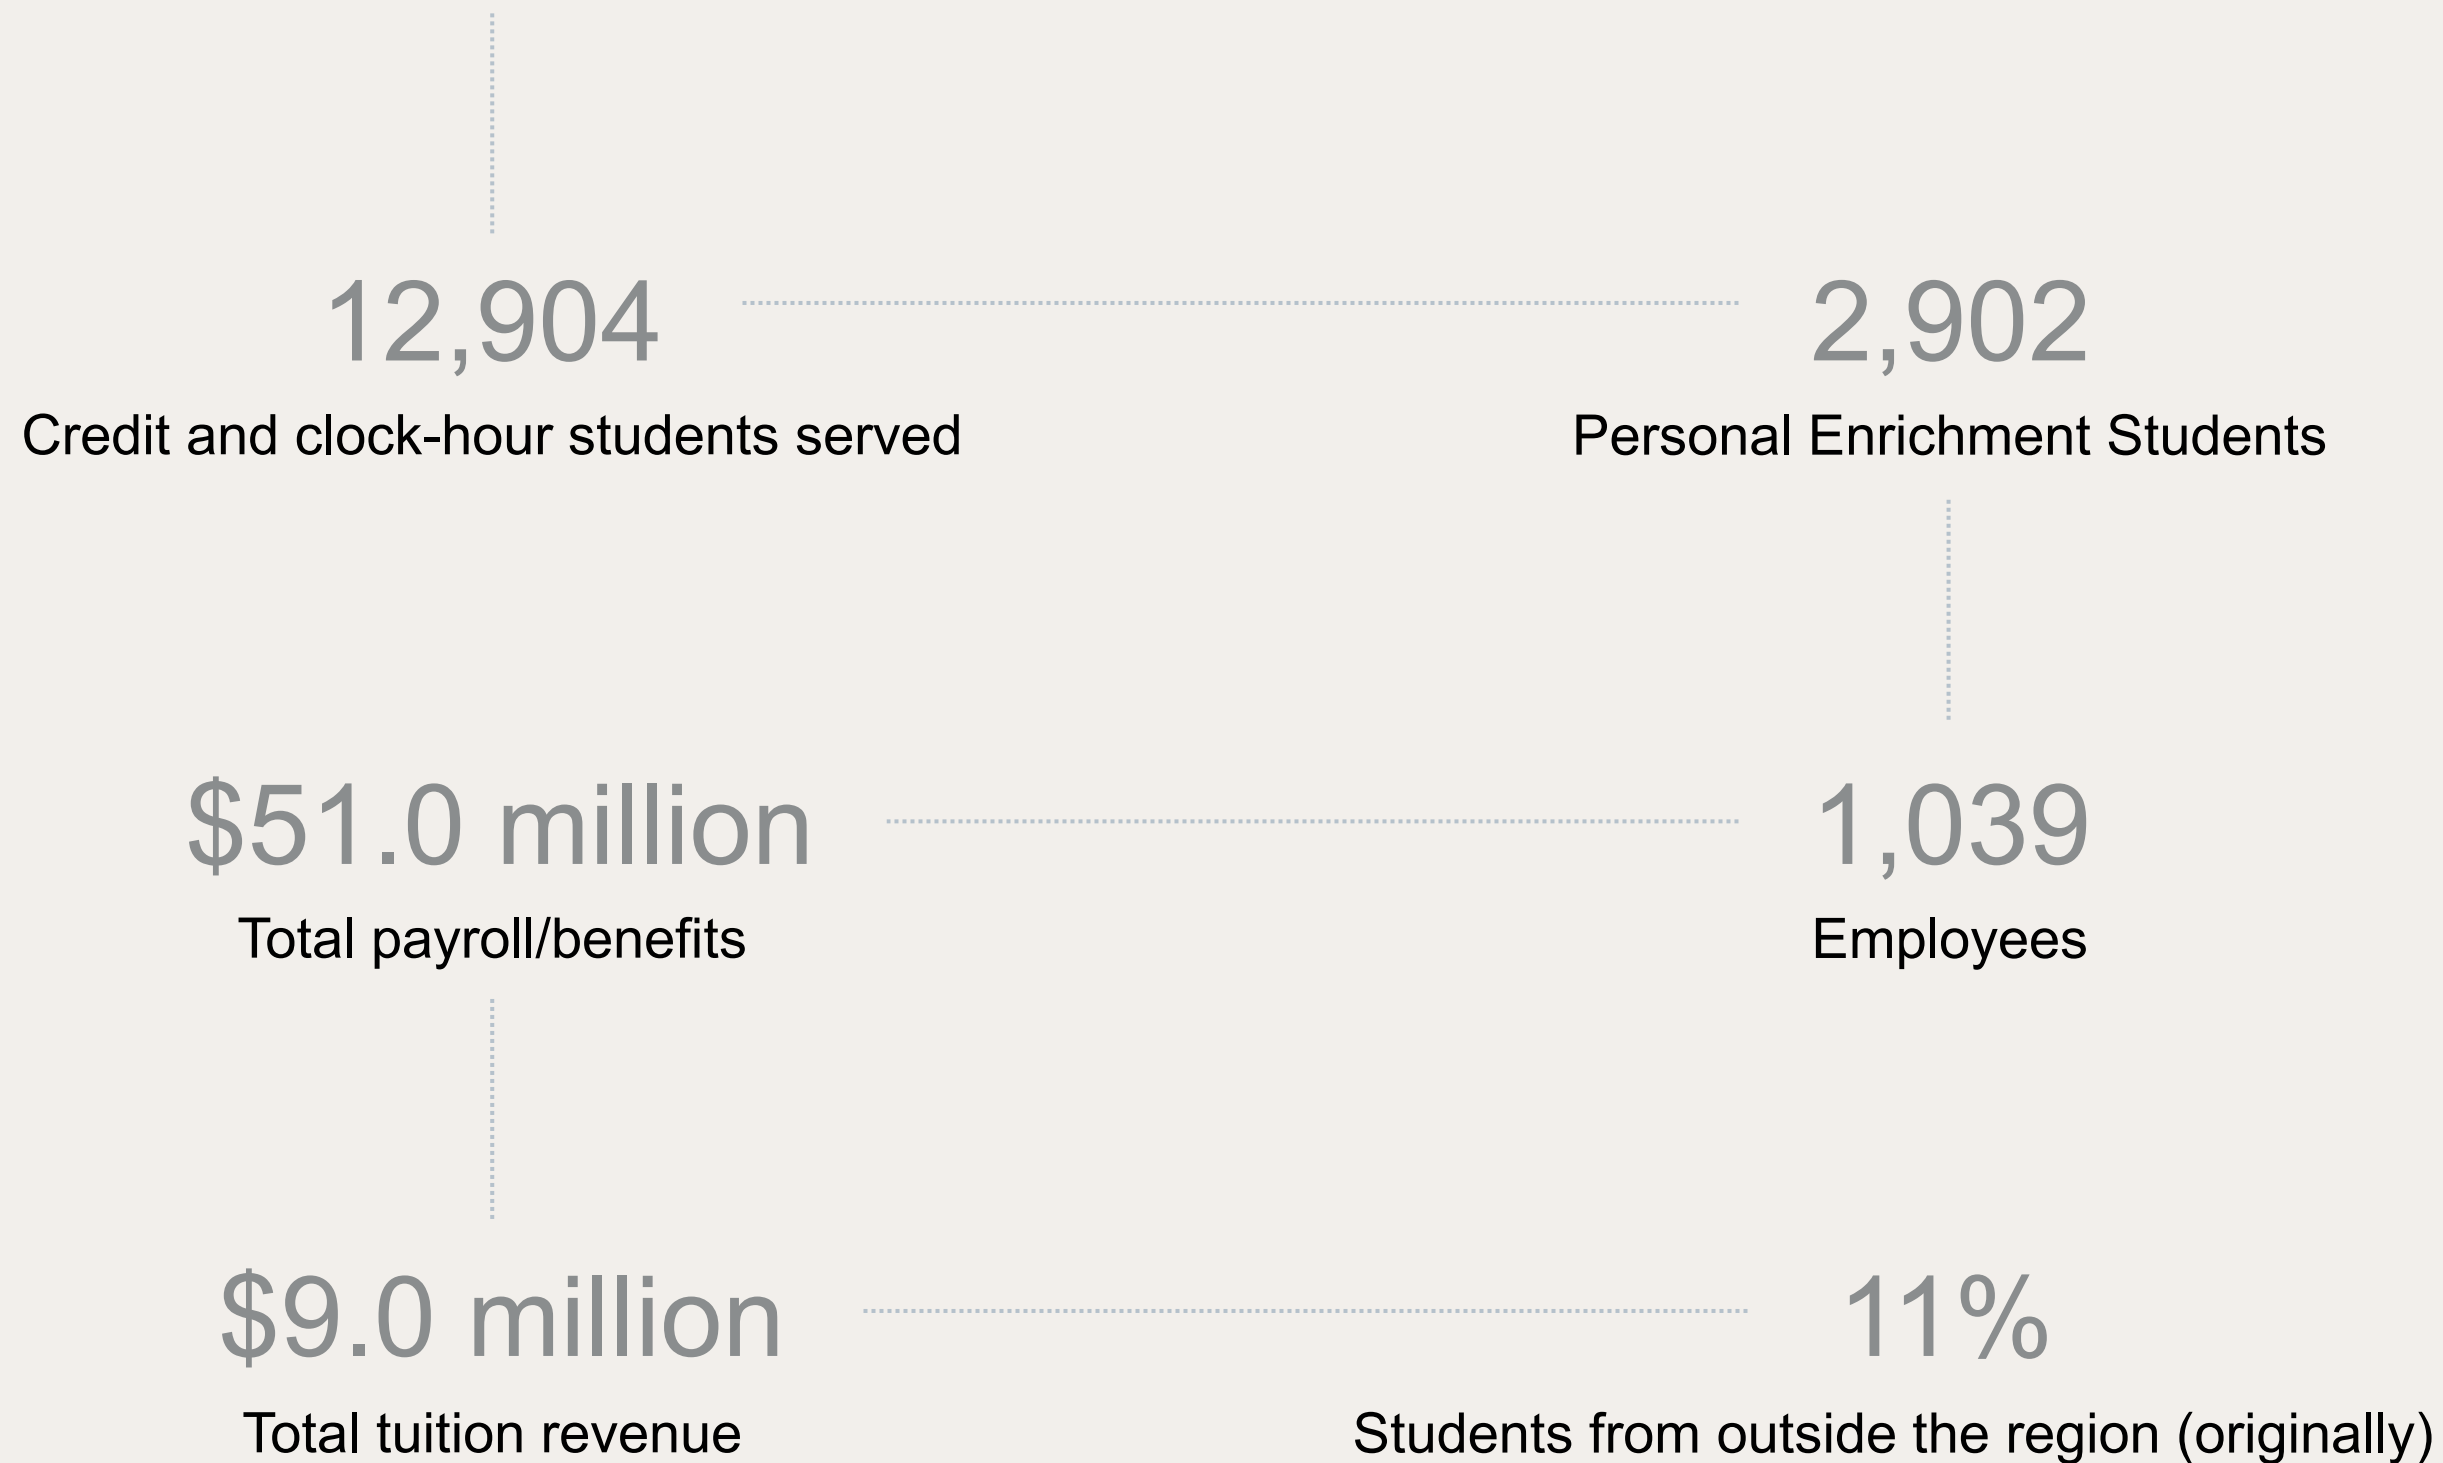 12,904
Credit and clock-hour students served
2,902
Personal Enrichment Students
$51.0 million
Total payroll/benefits
1,039
Employees
$9.0 million
Total tuition revenue
11%
Students from outside the region (originally)